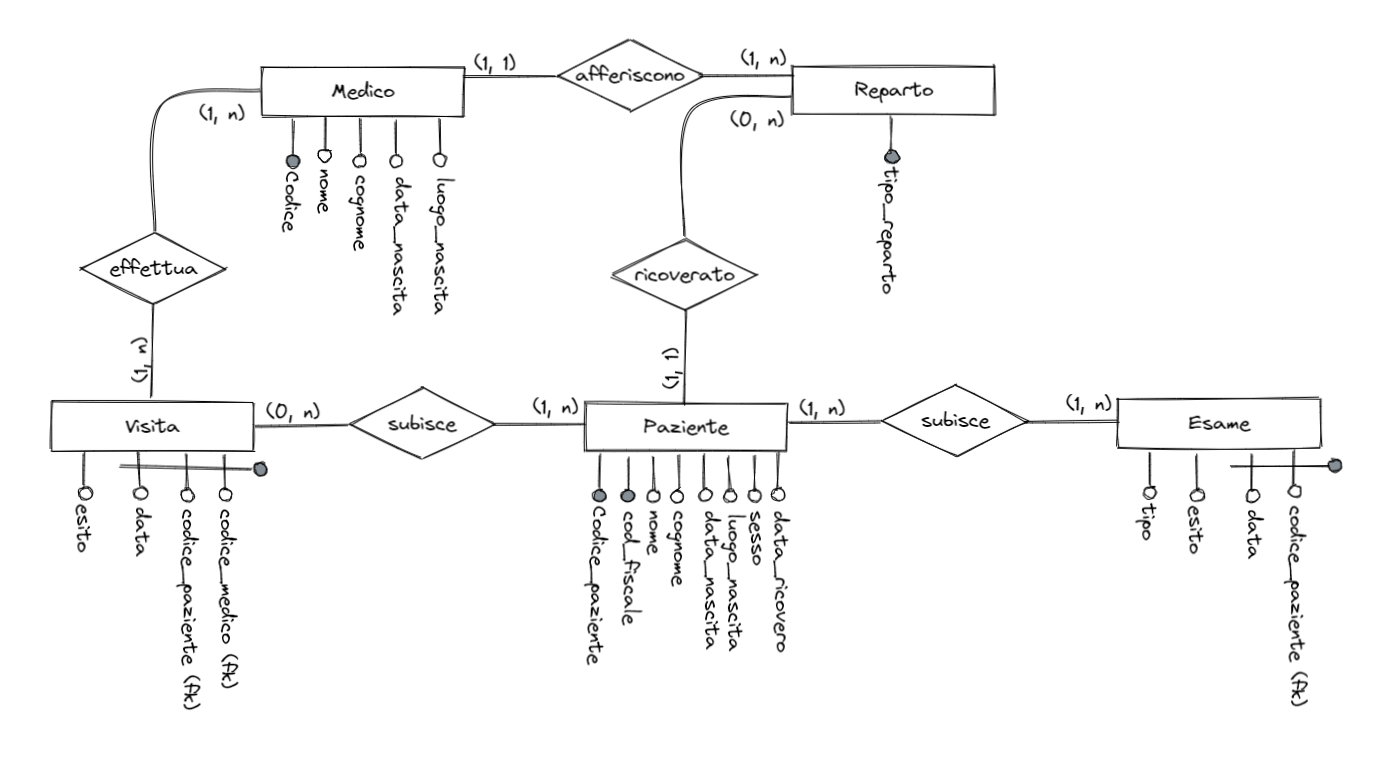 (1, 1)
afferiscono
(1, n)
Medico
Reparto
(1, n)
(0, n)
Codice
nome
cognome
data_nascita
luogo_nascita
tipo_reparto
effettua
ricoverato
(1, n)
(1, 1)
Visita
(0, n)
subisce
(1, n)
Paziente
(1, n)
subisce
(1, n)
Esame
esito
data
codice_paziente (fk)
codice_medico (fk)
Codice_paziente
cod_fiscale
nome
cognome
data_nascita
luogo_nascita
sesso
data_ricovero
tipo
esito
data
codice_paziente (fk)